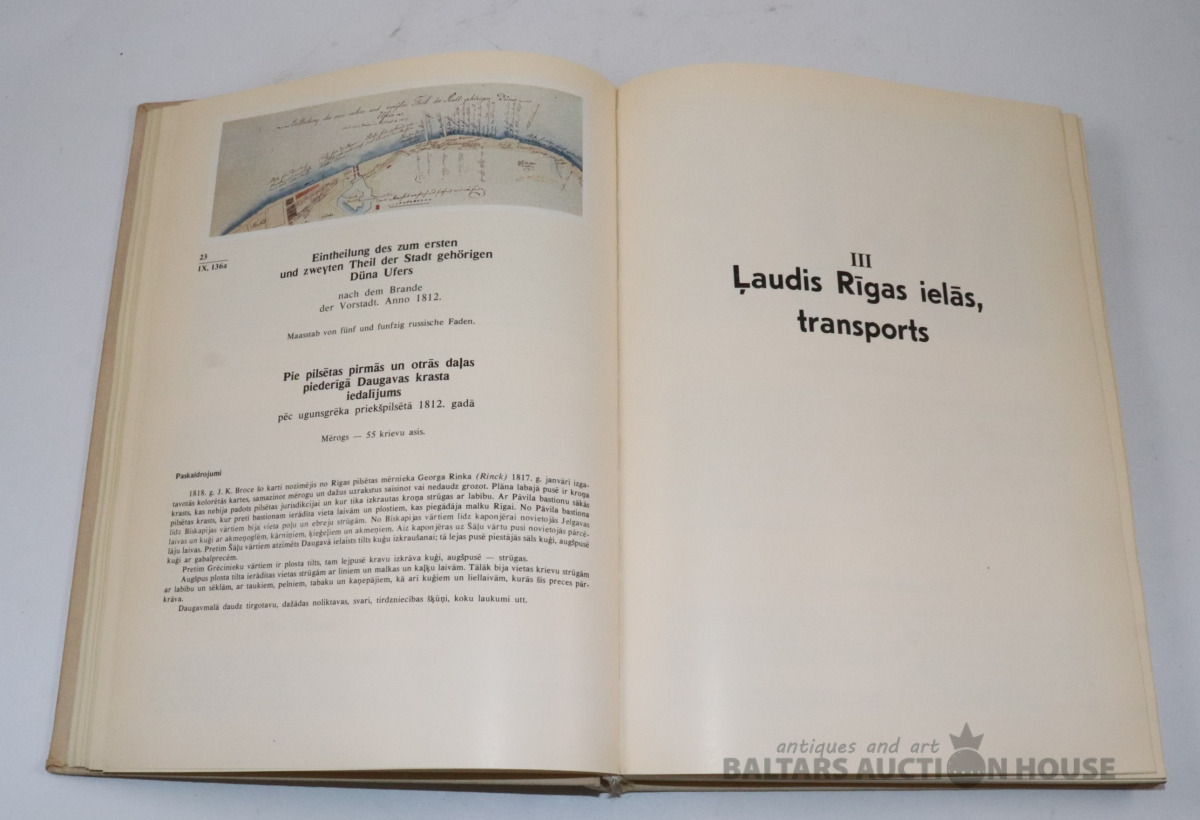 23
IX. 136a
Eintheilung des zum ersten
und zweyten Theil der Stadt gehörigen
Düna Ufers
nach dem Brande
der Vorstadt. Anno 1812.
Maasstab von fünf und funfzig russische Faden.
Pie pilsētas pirmās un otrās daļas
piederīgā Daugavas krasta
iedalījums
pēc ugunsgrēka priekšpilsētā 1812. gadā
Mērogs — 55 krievu asis.
Paskaidrojumi
1818. g. J. K. Broce šo karti nozīmējis no Rīgas pilsētas mērnieka Georga Rinka (Rinck) 1817. g. janvārī izga-
tavotās kolorētās kartes, samazinot mērogu un dažus uzrakstus saīsinot vai nedaudz grozot. Plāna labajā pusē ir kroņa
krasts, kas nebija padots pilsētas jurisdikcijai un kur tika izkrautas kroņa strūgas ar labību. Ar Pāvila bastionu sākās
pilsētas krasts, kur preti bastionam ierādīta vieta laivām un plostiem, kas piegādāja malku Rīgai. No Pāvila bastiona
līdz Biskapijas vārtiem bija vieta poļu un ebreju strūgām. No Biskapijas vārtiem līdz kaponjērai novietojās Jelgavas
laivas un kuģi ar akmeņoglēm, kārniņiem, ķieģeļiem un akmeņiem. Aiz kaponjēras uz Šāļu vārtu pusi novietojās pārcē-
lāju laivas. Pretim Šāļu vārtiem atzīmēts Daugavā ielaists tilts kuģu izkraušanai; tā lejas pusē piestājās sāls kuģi, augšpusē
kuģi ar gabalprecēm.
Pretim Grēcinieku vārtiem ir plosta tilts, tam lejpusē kravu izkrāva kuģi, augšpusē — strūgas.
Augšpus plosta tilta ierādītas vietas strūgām ar liniem un malkas un kaļķu laivām. Tālāk bija vietas krievu strūgām
ar labību un sēklām, ar taukiem, pelniem, tabaku un kaņepājiem, kā arī kuģiem un liellaivām, kurās šīs preces pār-
krāva.
Daugavmalā daudz tirgotavu, dažādas noliktavas, svari, tirdzniecības šķūņi, koku laukumi utt.
III
Ļaudis Rīgas ielās,
transports
antiques and art
BALTARS AUCTION HOUSE